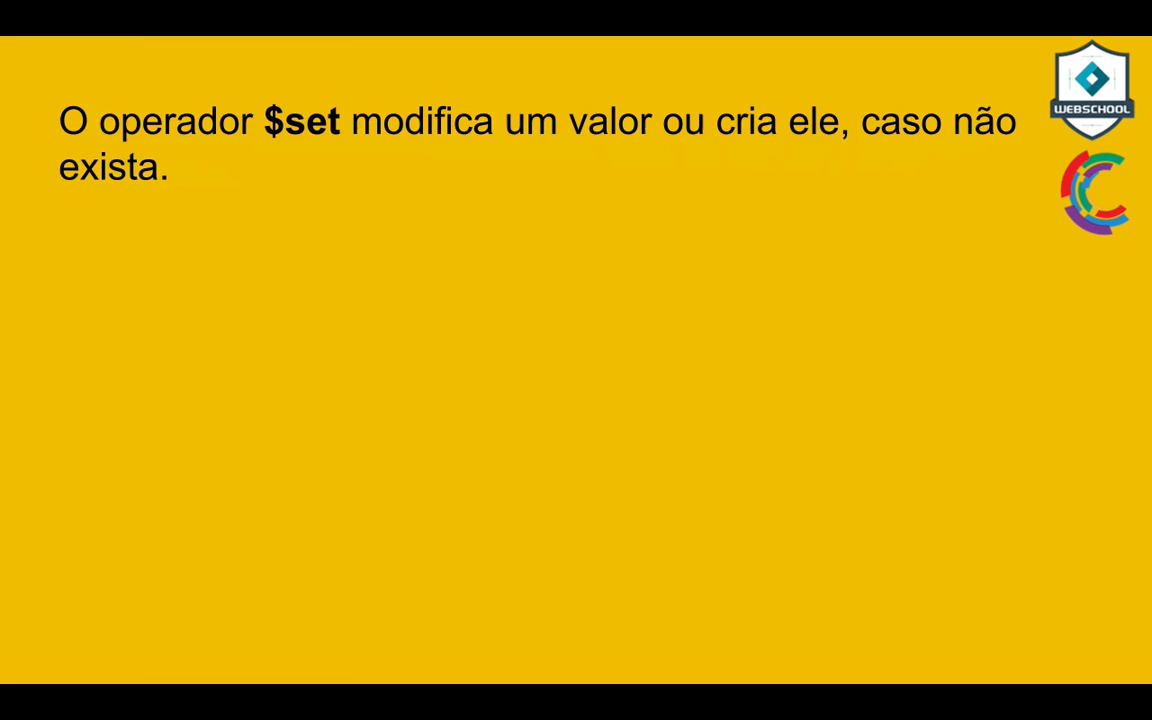 O operador $set modifica um valor ou cria ele, caso não
exista.
WEBSCHOOL